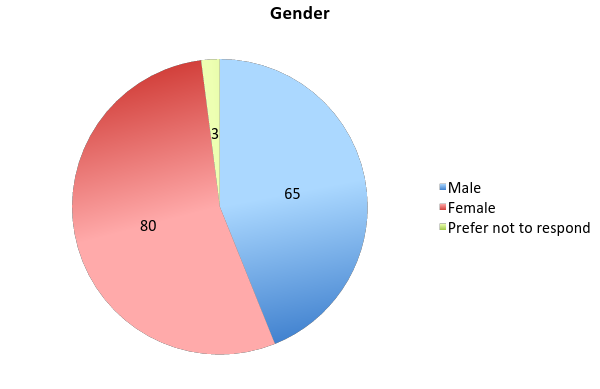 Gender
3
65
80
Male
Female
Prefer not to respond